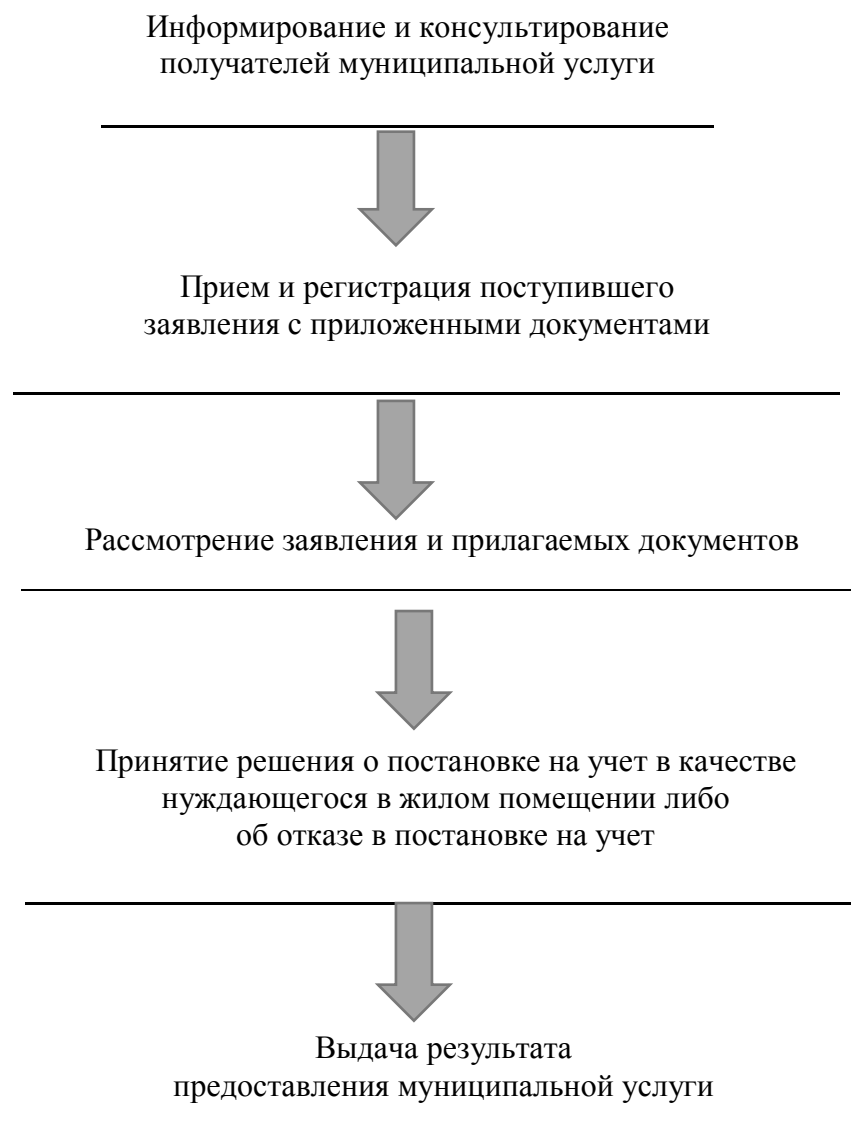 Информирование и консультирование
получателей муниципальной услуги
Прием и регистрация поступившего
заявления с приложенными документами
Рассмотрение заявления и прилагаемых документов
Принятие решения о постановке на учет в качестве
нуждающегося в жилом помещении либо
об отказе в постановке на учет
Выдача результата
предоставления муниципальной услуги